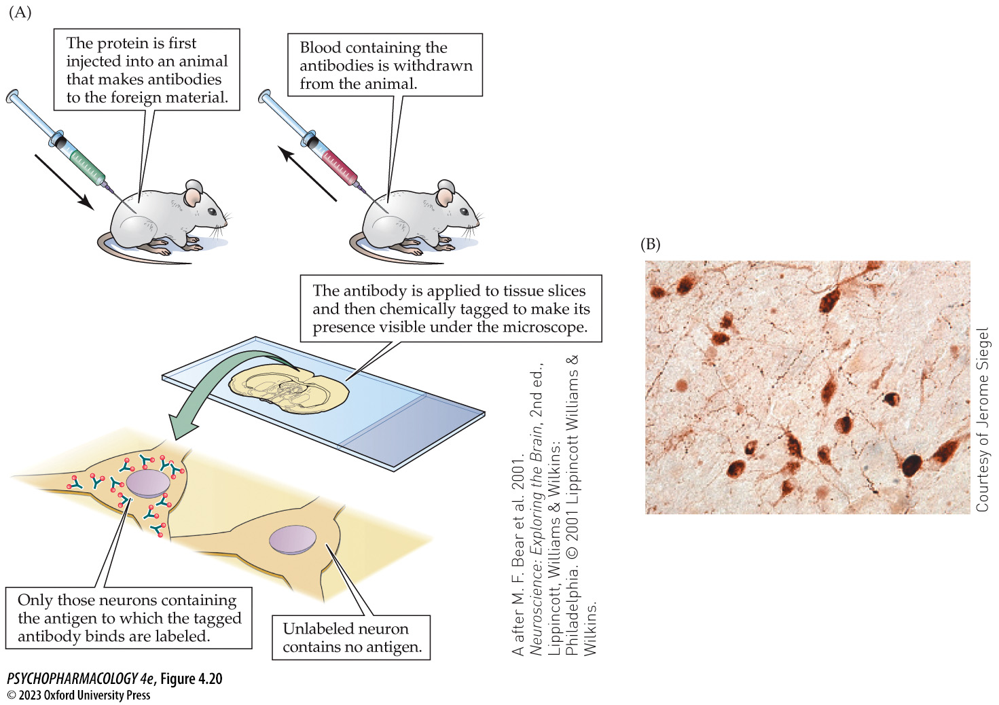 (A)
The protein is first
injected into an animal
that makes antibodies
to the foreign material.
Blood containing the
antibodies is withdrawn
from the animal.
The antibody is applied to tissue slices
and then chemically tagged to make its
presence visible under the microscope.
Only those neurons containing
the antigen to which the tagged
antibody binds are labeled.
Unlabeled neuron
contains no antigen.
A after M. F. Bear et al. 2001.
Neuroscience: Exploring the Brain, 2nd ed.,
Lippincott, Williams & Wilkins:
Philadelphia. © 2001 Lippincott Williams &
Wilkins.
(B)
Courtesy of Jerome Siegel
PSYCHOPHARMACOLOGY 4e, Figure 4.20
© 2023 Oxford University Press